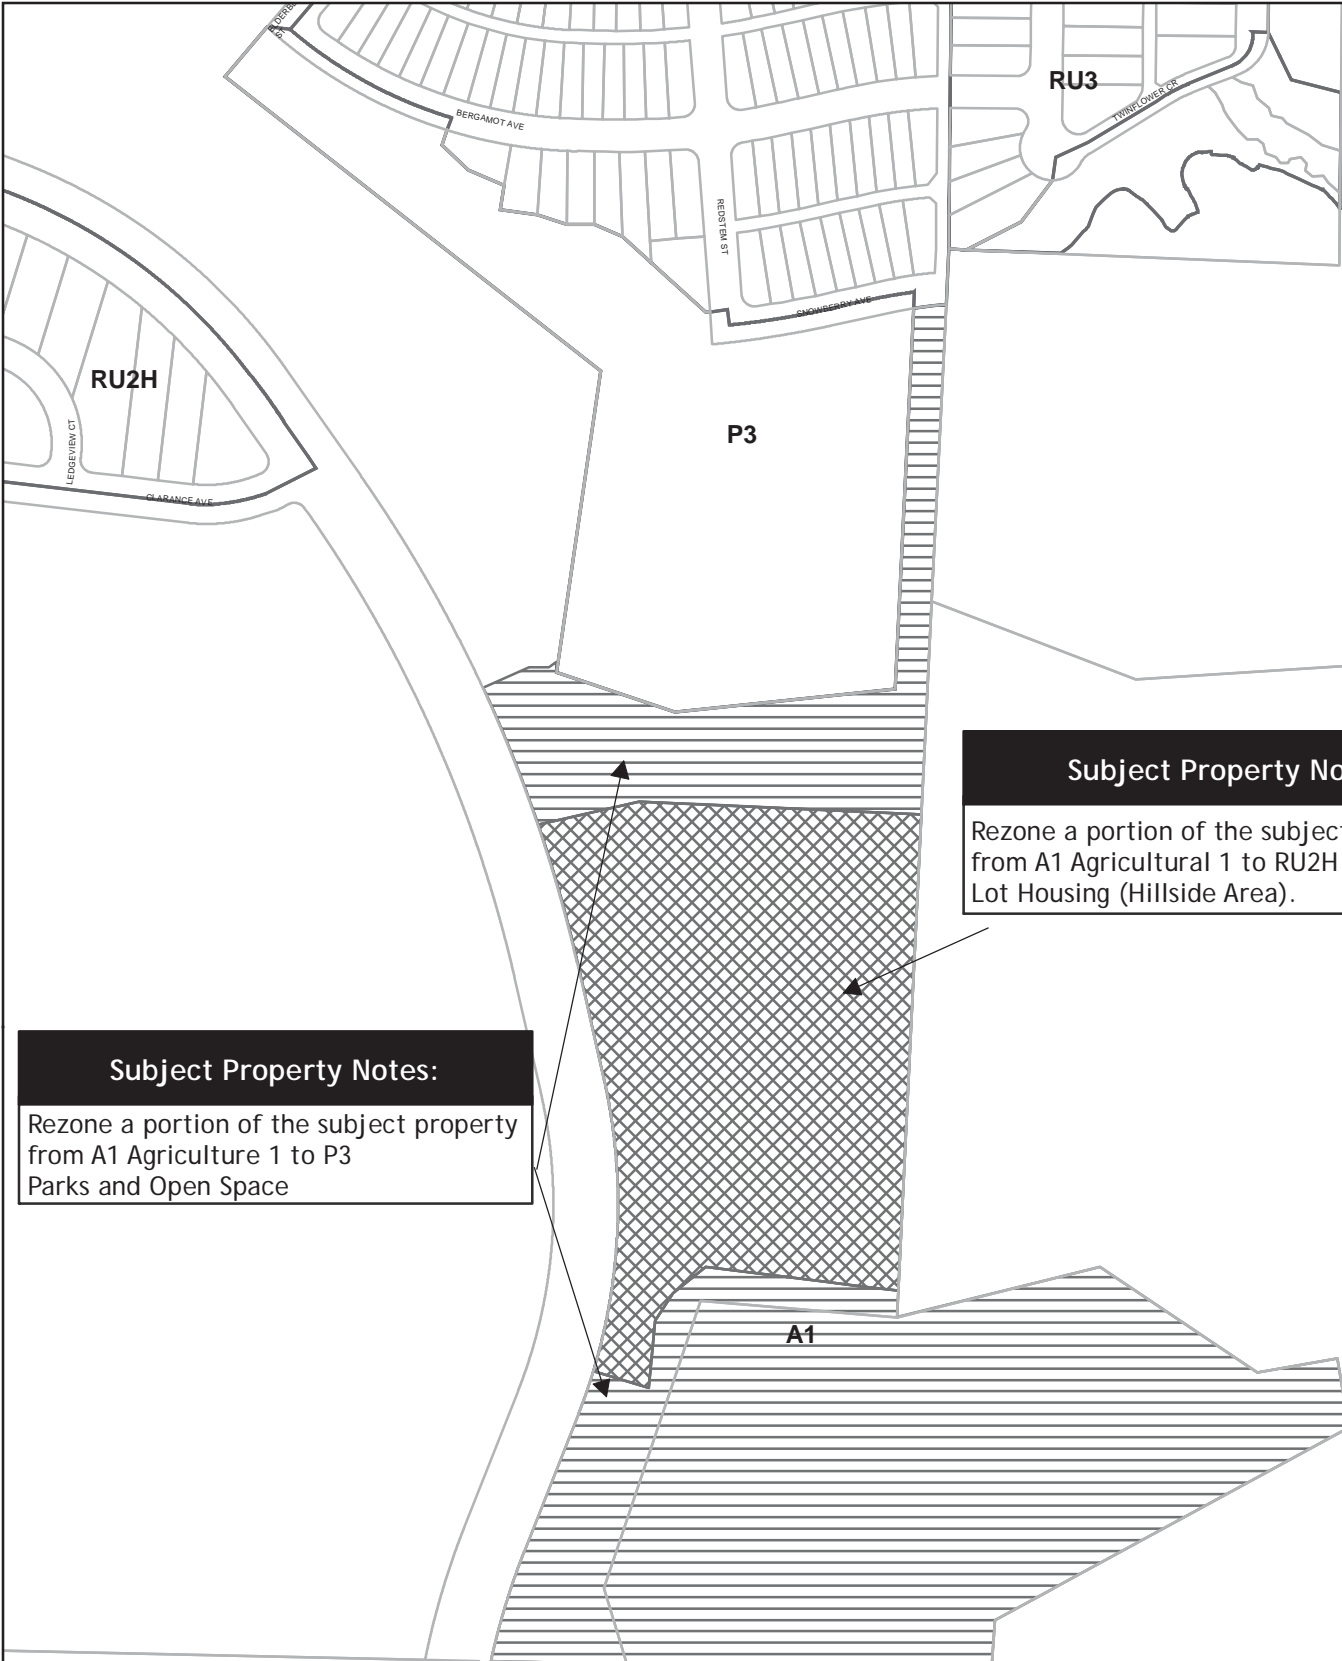 RU3
TWINFLOWER CR
BERGAMOT AVE
REDSTEM ST
SNOWBERRY AVE
RU2H
LEDGEVIEW CT
CLARANCE AVE
P3
Subject Property
Rezone a portion of the subject
from A1 Agricultural 1 to RU2H
Lot Housing (Hillside Area).
Subject Property Notes:
Rezone a portion of the subject property
from A1 Agriculture 1 to P3
Parks and Open Space
A1